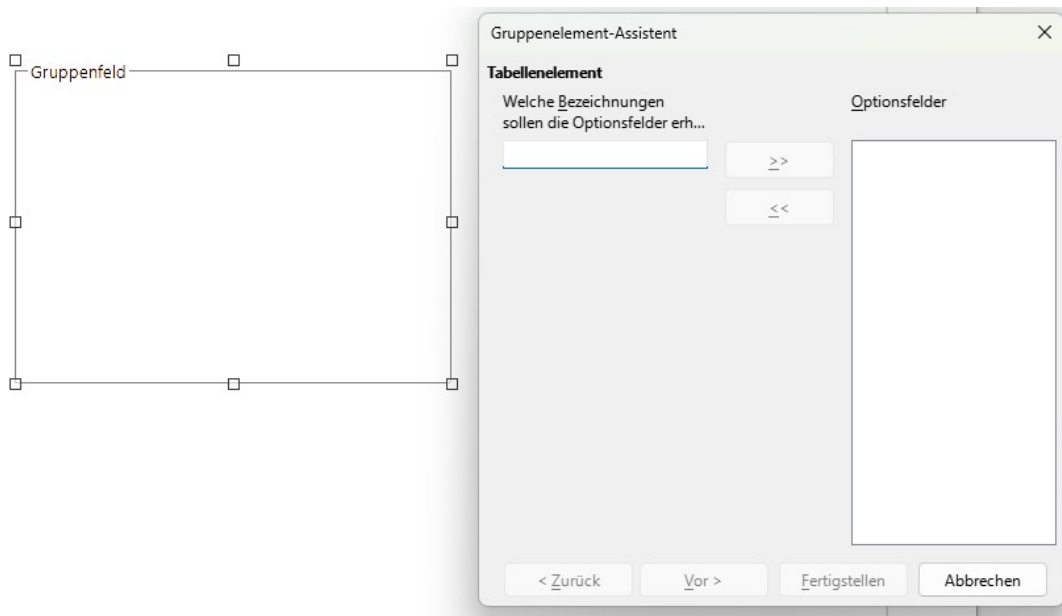 Gruppenfeld
Gruppenelement-Assistent
Tabellenelement
Welche Bezeichnungen
sollen die Optionsfelder erh...
Optionsfelder
>>
<<
< Zurück
Vor >
Fertigstellen
Abbrechen